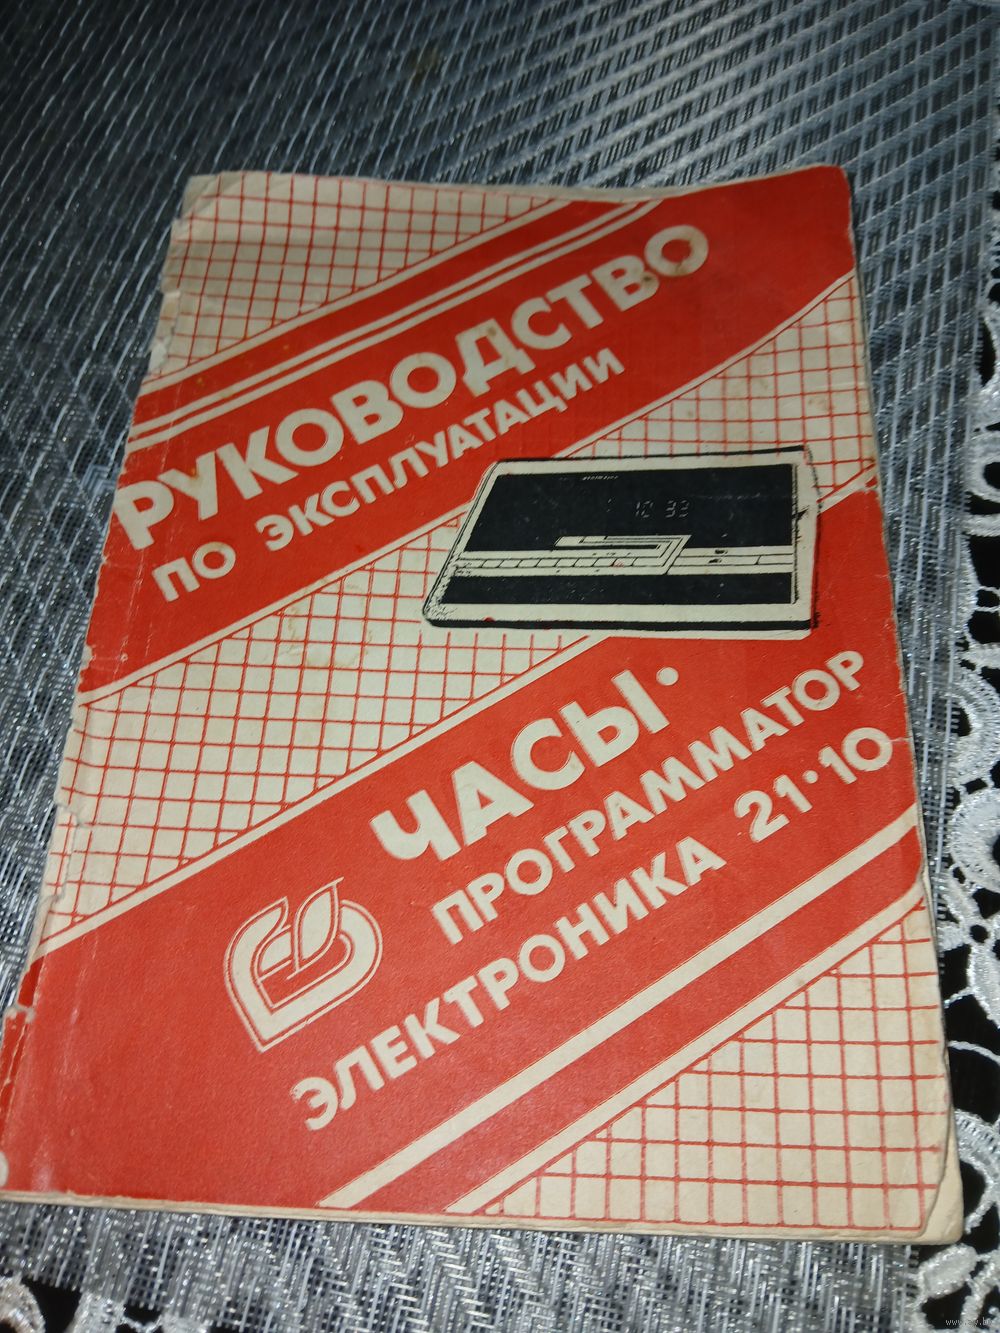 РУКОВОДСТВО
ПО ЭКСПЛУАТАЦИИ
ЧАСЫ·
ПРОГРАММАТОР
ЭЛЕКТРОНИКА 21·10